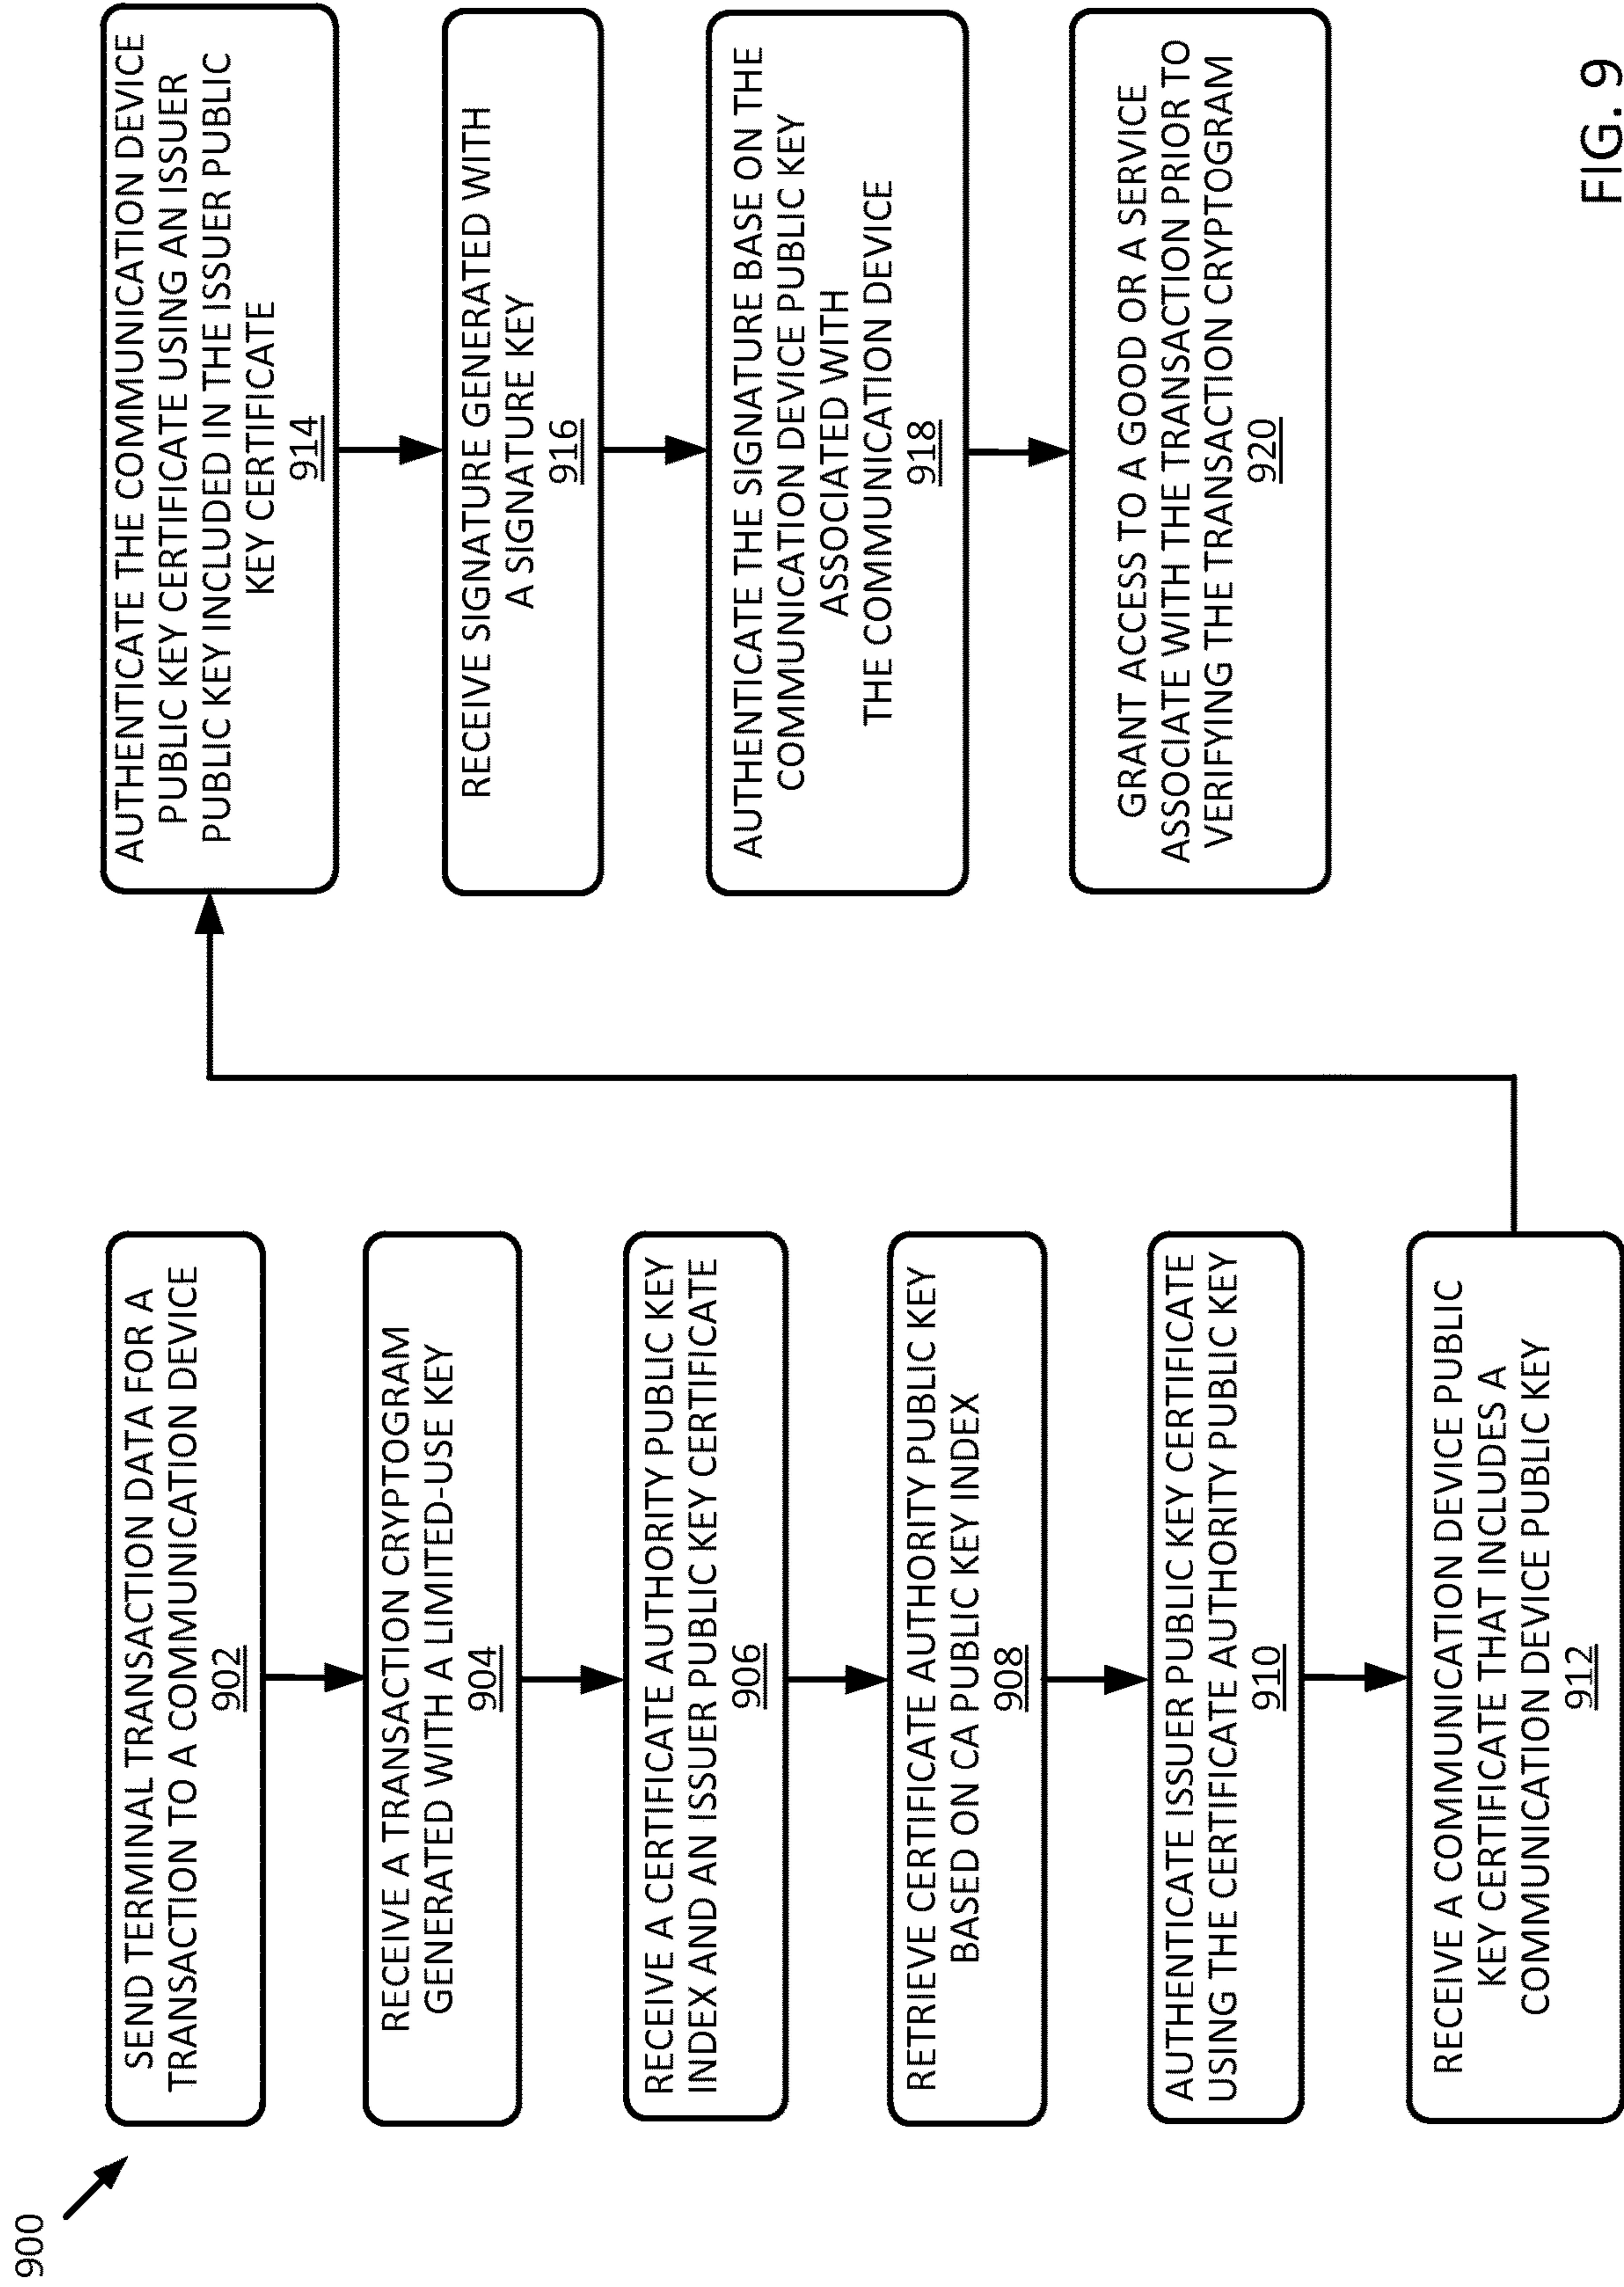 900
SEND TERMINAL TRANSACTION DATA FOR A
TRANSACTION TO A COMMUNICATION DEVICE
902
RECEIVE A TRANSACTION CRYPTOGRAM
GENERATED WITH A LIMITED-USE KEY
904
RECEIVE A CERTIFICATE AUTHORITY PUBLIC KEY
INDEX AND AN ISSUER PUBLIC KEY CERTIFICATE
906
RETRIEVE CERTIFICATE AUTHORITY PUBLIC KEY
BASED ON CA PUBLIC KEY INDEX
908
AUTHENTICATE ISSUER PUBLIC KEY CERTIFICATE
USING THE CERTIFICATE AUTHORITY PUBLIC KEY
910
RECEIVE A COMMUNICATION DEVICE PUBLIC
KEY CERTIFICATE THAT INCLUDES A
COMMUNICATION DEVICE PUBLIC KEY
912
AUTHENTICATE THE COMMUNICATION DEVICE
PUBLIC KEY CERTIFICATE USING AN ISSUER
PUBLIC KEY INCLUDED IN THE ISSUER PUBLIC
KEY CERTIFICATE
914
RECEIVE SIGNATURE GENERATED WITH
A SIGNATURE KEY
916
AUTHENTICATE THE SIGNATURE BASE ON THE
COMMUNICATION DEVICE PUBLIC KEY
ASSOCIATED WITH
THE COMMUNICATION DEVICE
918
GRANT ACCESS TO A GOOD OR A SERVICE
ASSOCIATE WITH THE TRANSACTION PRIOR TO
VERIFYING THE TRANSACTION CRYPTOGRAM
920
FIG. 9